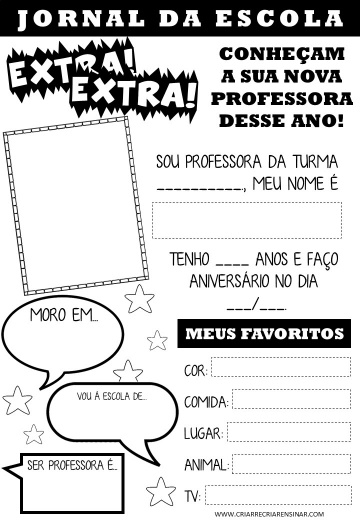 JORNAL DA ESCOLA
EXTRA!
EXTRA!
CONHEÇAM
A SUA NOVA
PROFESSORA
DESSE ANO!
SOU PROFESSORA DA TURMA
__________, MEU NOME É
TENHO ____ ANOS E FAÇO
ANIVERSÁRIO NO DIA
___/___.
MORO EM...
VOU Á ESCOLA DE...
SER PROFESSORA É...
MEUS FAVORITOS
COR:
COMIDA:
LUGAR:
ANIMAL:
TV:
WWW.CRIARRECRIARENSINAR.COM